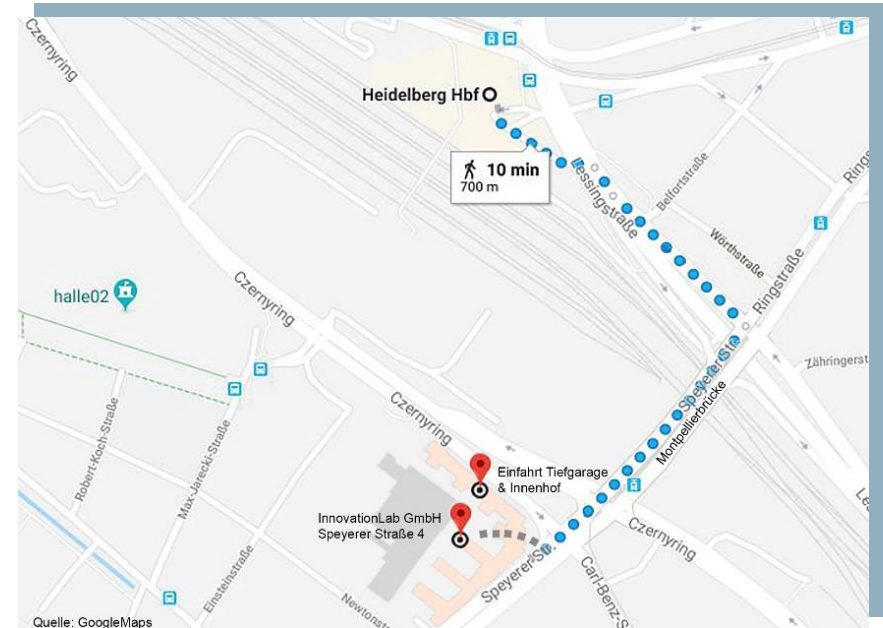 Czernyring
Heidelberg Hbf
10 min
700 m
Lessingstraße
Belfortstraße
Ringstraße
Wörthstraße
halle02
Czernyring
Zähringerst
Speyerer Str.
Montpellierbrücke
Czernyring
Robert-Koch-Straße
Max-Jarecki-Straße
Einfahrt Tiefgarage
& Innenhof
InnovationLab GmbH
Speyerer Straße 4
Czernyring
Speyerer Str.
Carl-Benz-S
Einsteinstraße
Newtonstr
Quelle: GoogleMaps